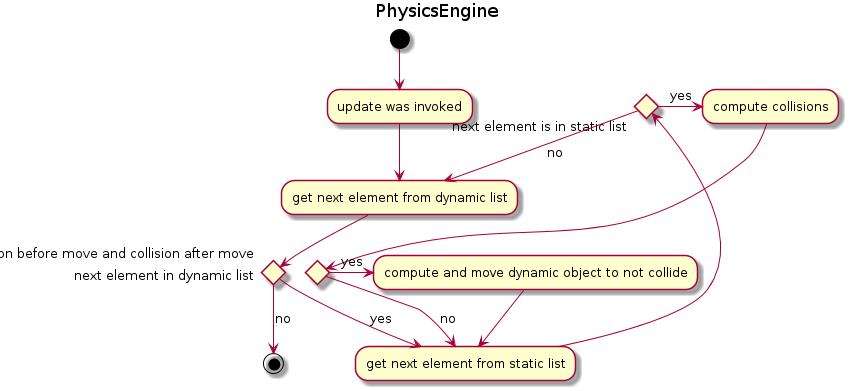 PhysicsEngine
update was invoked
yes
compute collisions
next element is in static list
no
get next element from dynamic list
before move and collision after move
next element in dynamic list
yes
compute and move dynamic object to not collide
no
yes
no
get next element from static list